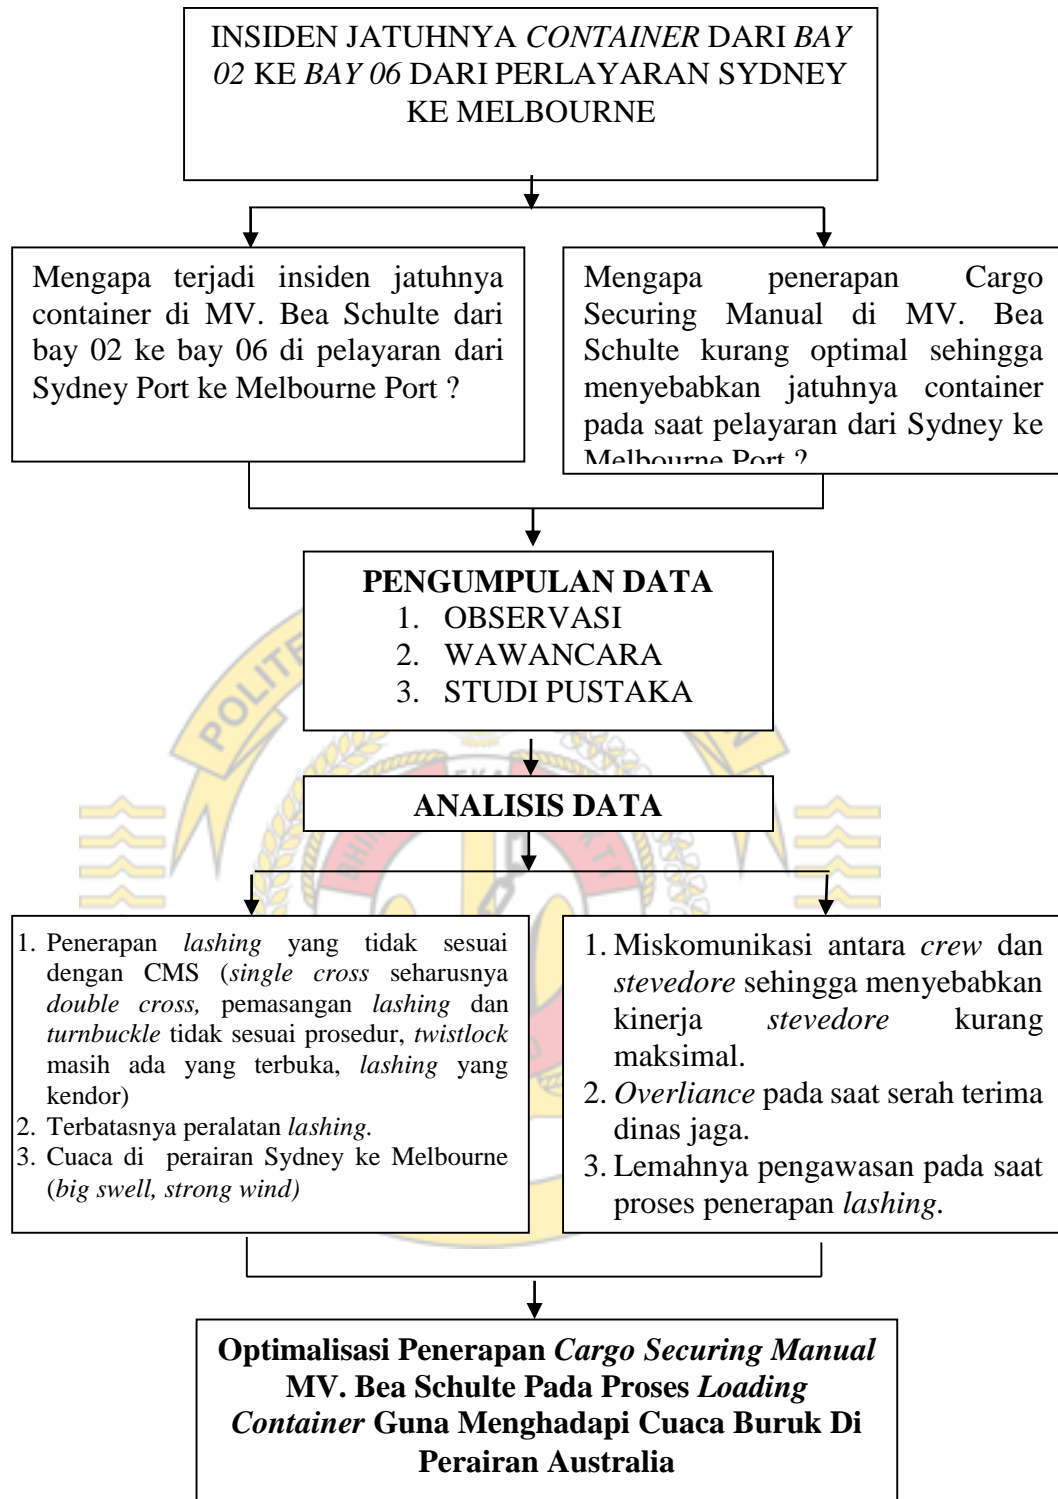 INSIDEN JATUHNYA CONTAINER DARI BAY
02 KE BAY 06 DARI PERLAYARAN SYDNEY
KE MELBOURNE
Mengapa terjadi insiden jatuhnya
container di MV. Bea Schulte dari
bay 02 ke bay 06 di pelayaran dari
Sydney Port ke Melbourne Port ?
Mengapa penerapan Cargo
Securing Manual di MV. Bea
Schulte kurang optimal sehingga
menyebabkan jatuhnya container
pada saat pelayaran dari Sydney ke
Melbourne Port ?
PENGUMPULAN DATA
1. OBSERVASI
2. WAWANCARA
3. STUDI PUSTAKA
POLITE
ANALISIS DATA
1. Penerapan lashing yang tidak sesuai
dengan CMS (single cross seharusnya
double cross, pemasangan lashing dan
turnbuckle tidak sesuai prosedur, twistlock
masih ada yang terbuka, lashing yang
kendor)
2. Terbatasnya peralatan lashing.
3. Cuaca di perairan Sydney ke Melbourne
(big swell, strong wind)
1. Miskomunikasi antara crew dan
stevedore sehingga menyebabkan
kinerja stevedore kurang
maksimal.
2. Overliance pada saat serah terima
dinas jaga.
3. Lemahnya pengawasan pada saat
proses penerapan lashing.
Optimalisasi Penerapan Cargo Securing Manual
MV. Bea Schulte Pada Proses Loading
Container Guna Menghadapi Cuaca Buruk Di
Perairan Australia